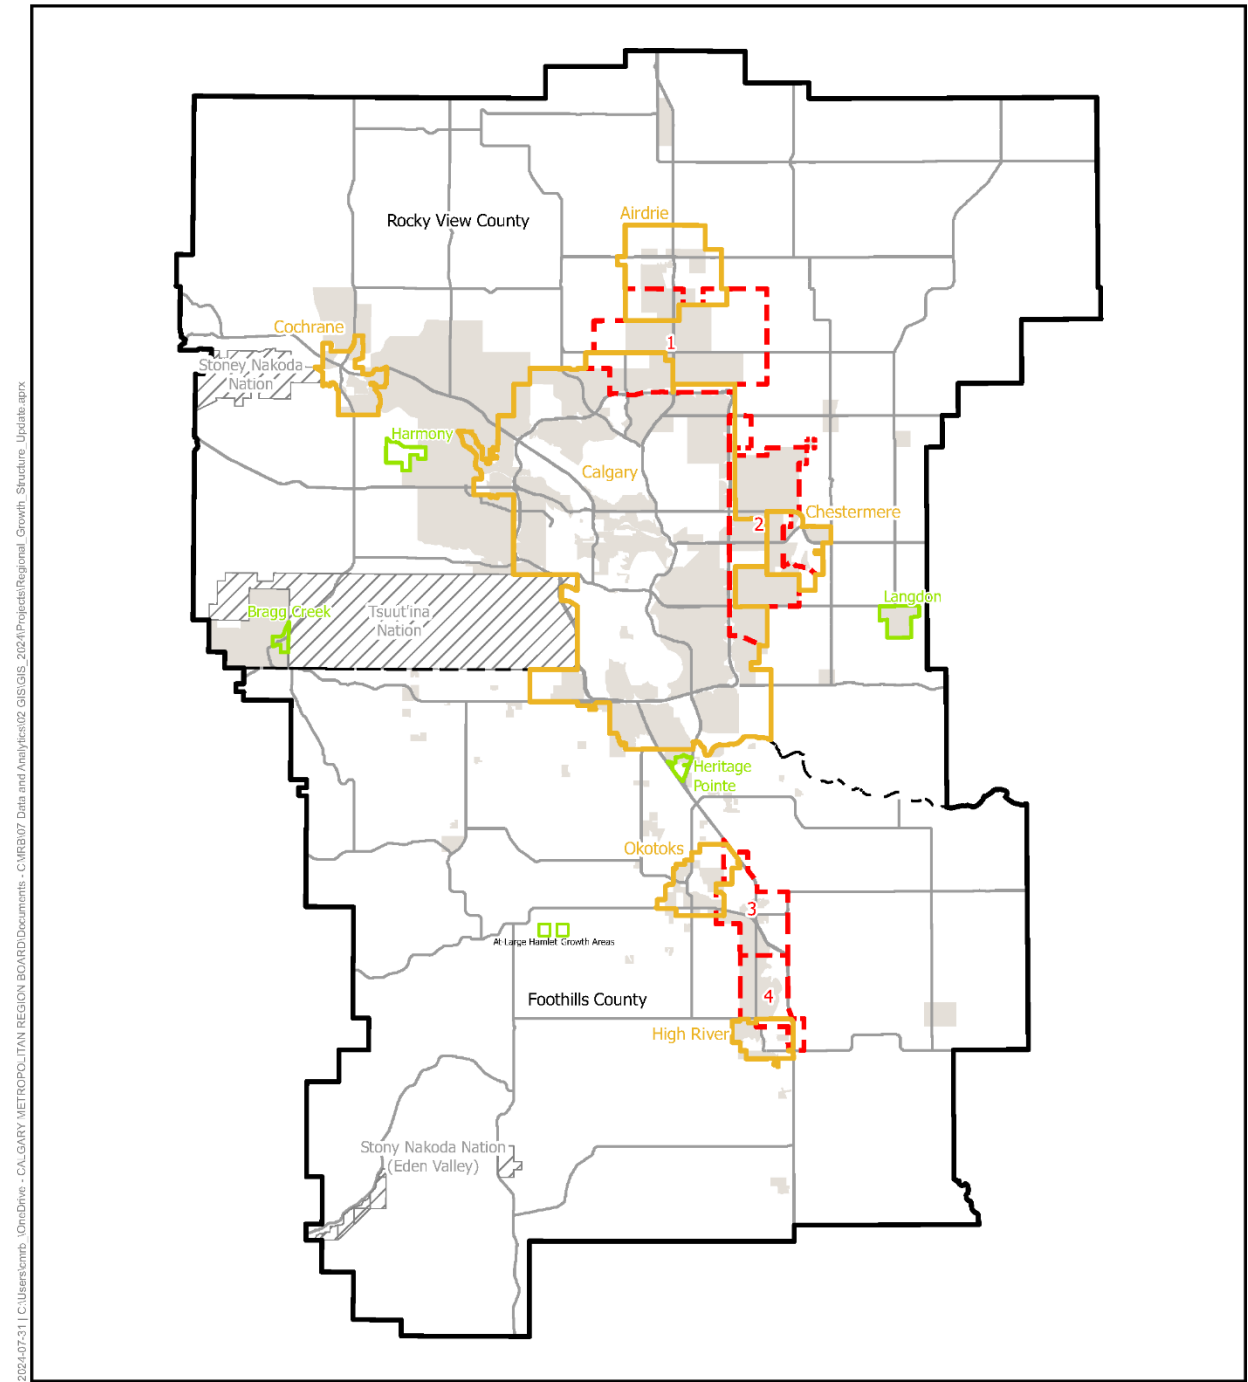 Airdrie
Rocky View County
Cochrane
1
Stoney Nakoda
Nation
Harmony
Calgary
Chestermere
2
Langdon
Bragg Creek
Tsuut'ina
Nation
Heritage
Pointe
Okotoks
3
At-Large Hamlet Growth Areas
4
Foothills County
High River
Stony Nakoda Nation
(Eden Valley)
2024-07-31 | C:\Users\cmrb_\OneDrive - CALGARY METROPOLITAN REGION BOARD\Documents - CMRB\07 Data and Analytics\02 GIS\GIS_2024\Projects\Regional_Growth_Structure_Update.aprx